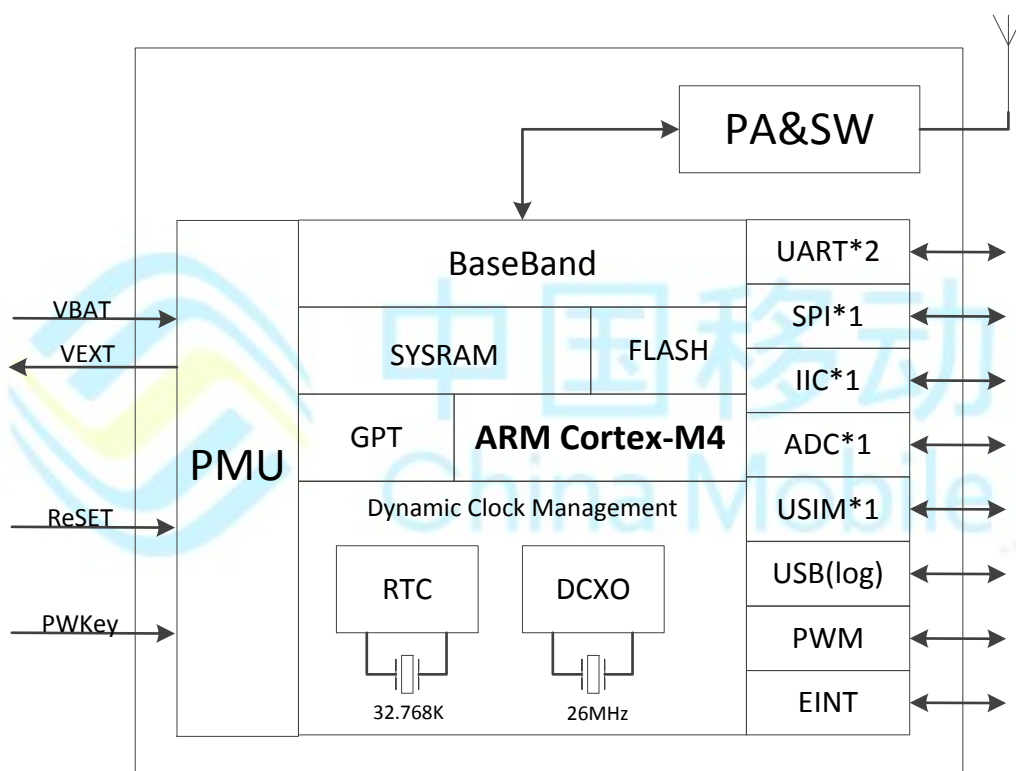 PA&SW
BaseBand
UART*2
SPI*1
IIC*1
ADC*1
USIM*1
USB(log)
PWM
EINT
VBAT
VEXT
ReSET
PWKey
PMU
SYSRAM
FLASH
GPT
ARM Cortex-M4
Dynamic Clock Management
RTC
DCXO
32.768K
26MHz
中国移动
China Mobile